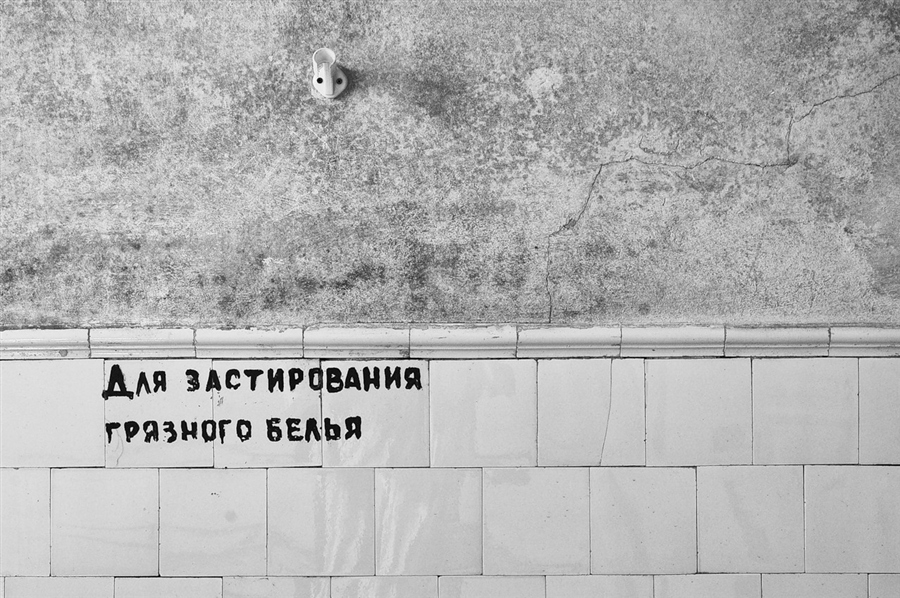 Для застирования
грязного белья